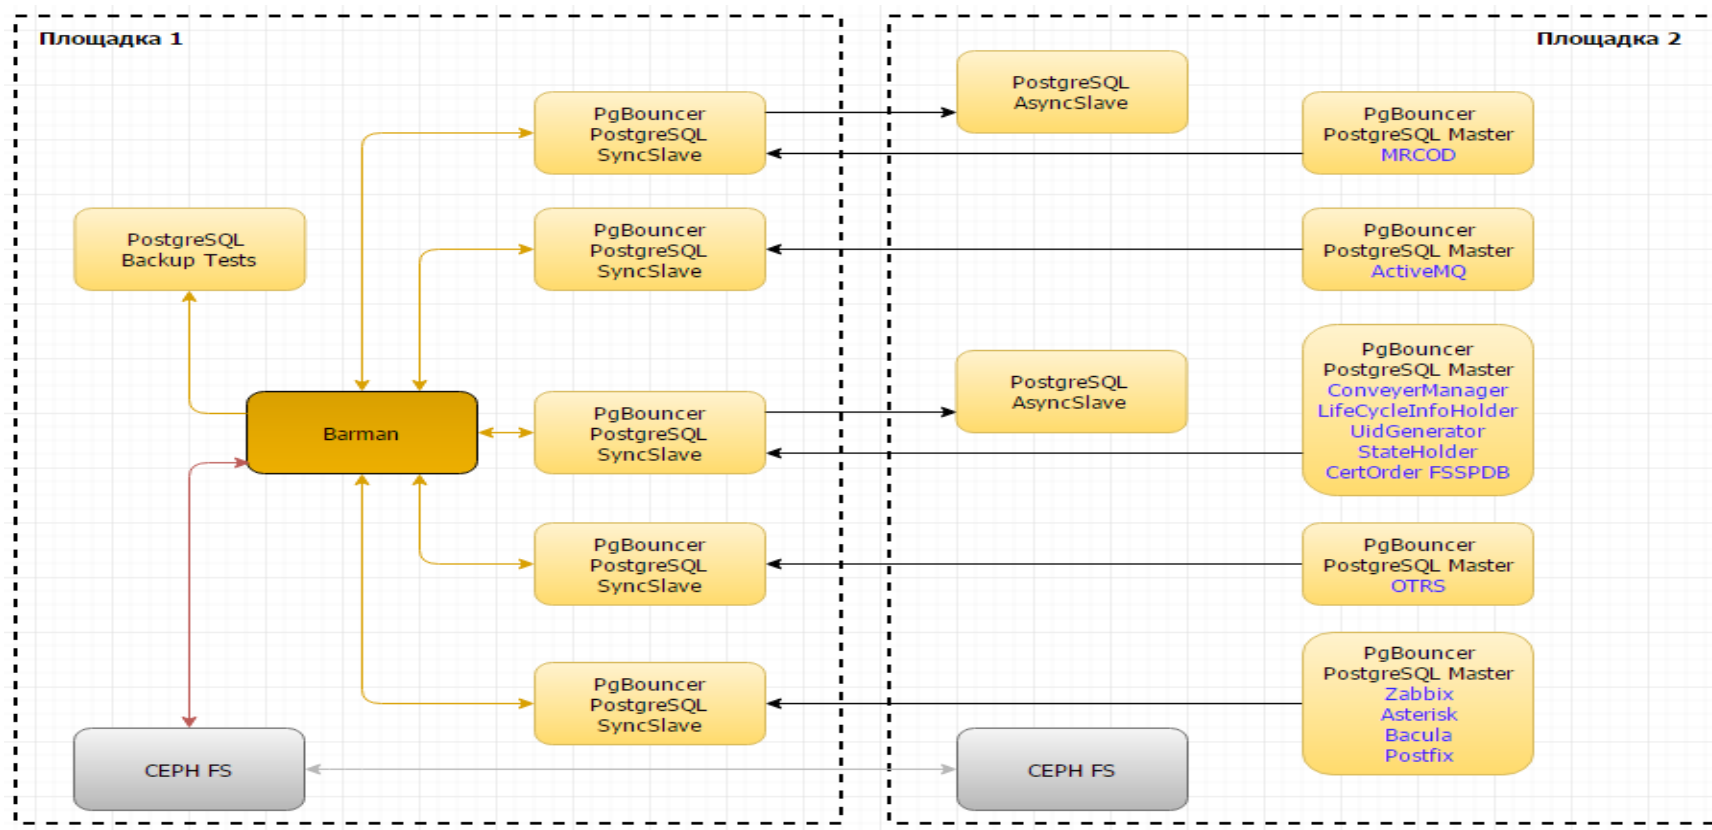 Площадка 1
PgBouncer
PostgreSQL
SyncSlave
PgBouncer
PostgreSQL
SyncSlave
PostgreSQL
Backup Tests
Barman
PgBouncer
PostgreSQL
SyncSlave
PgBouncer
PostgreSQL
SyncSlave
PgBouncer
PostgreSQL
SyncSlave
CEPH FS
Площадка 2
PostgreSQL
AsyncSlave
PgBouncer
PostgreSQL Master
MRCOD
PgBouncer
PostgreSQL Master
ActiveMQ
PostgreSQL
AsyncSlave
PgBouncer
PostgreSQL Master
ConveyerManager
LifeCycleInfoHolder
UidGenerator
StateHolder
CertOrder FSSPDB
PgBouncer
PostgreSQL Master
OTRS
PgBouncer
PostgreSQL Master
Zabbix
Asterisk
Bacula
Postfix
CEPH FS